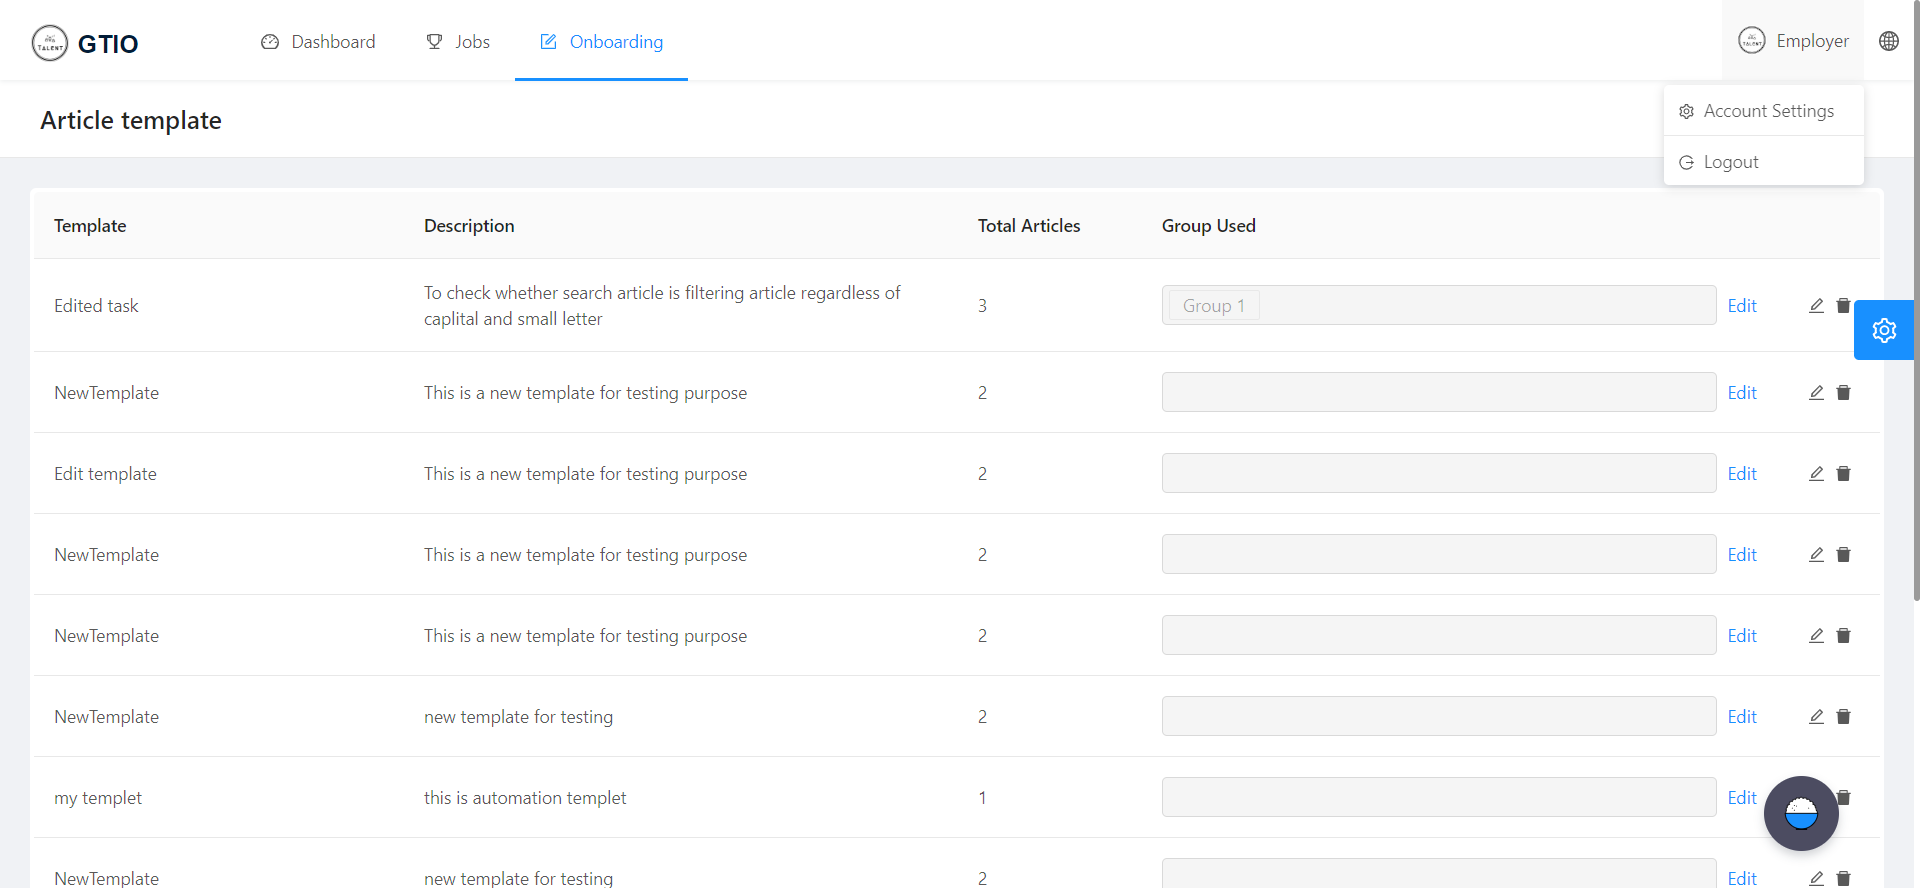 TALENT
GTIO
Dashboard
Jobs
Onboarding
TALENT
Employer
Account Settings
Logout
Article template
Template Description Total Articles Group Used
Edited task
To check whether search article is filtering article regardless of
caplital and small letter
3
Group 1
Edit
NewTemplate This is a new template for testing purpose 2 Edit
Edit template This is a new template for testing purpose 2 Edit
NewTemplate This is a new template for testing purpose 2 Edit
NewTemplate This is a new template for testing purpose 2 Edit
NewTemplate new template for testing 2 Edit
my templet this is automation templet 1 Edit
NewTemplate new template for testing 2 Edit